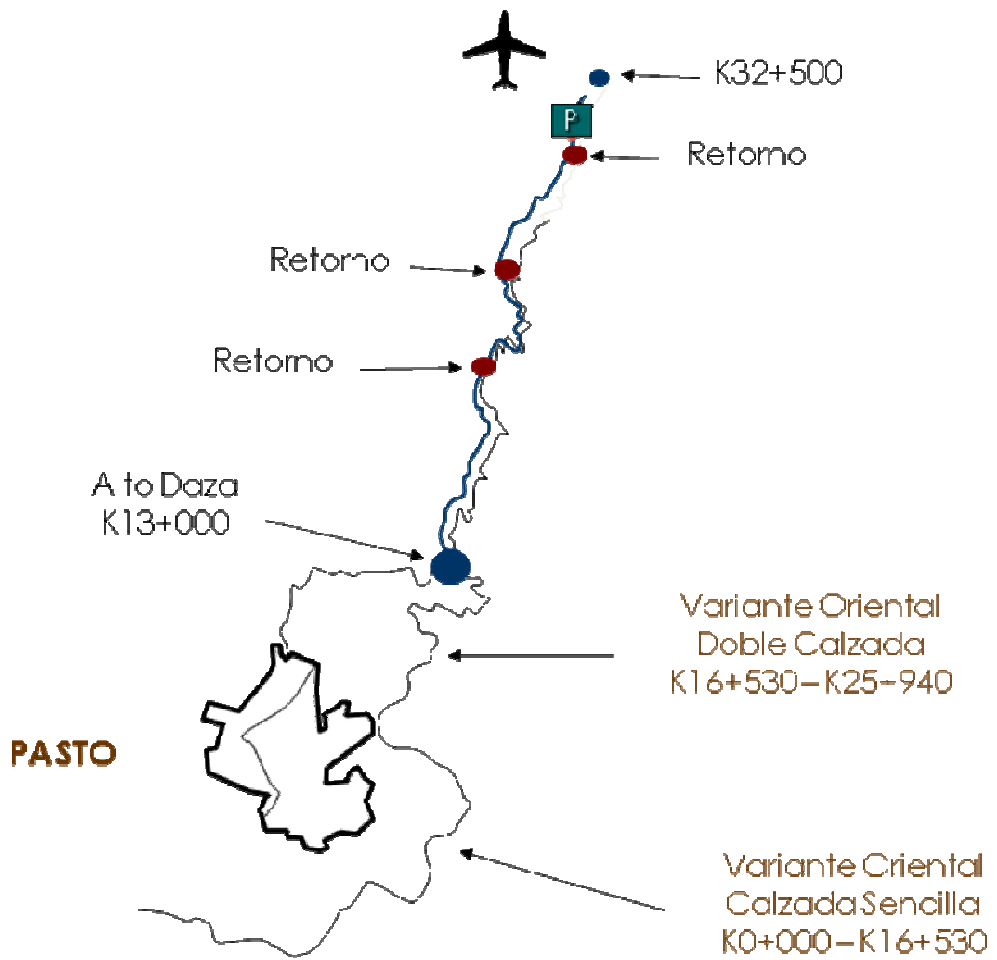 K32+500
P
Retorno
Retorno
Retorno
A to Daza
K13+000
Variante Oriental
Doble Calzada
K16+530–K25+940
PASTO
Variante Oriental
Calzada Sencilla
K0+000–K16+530